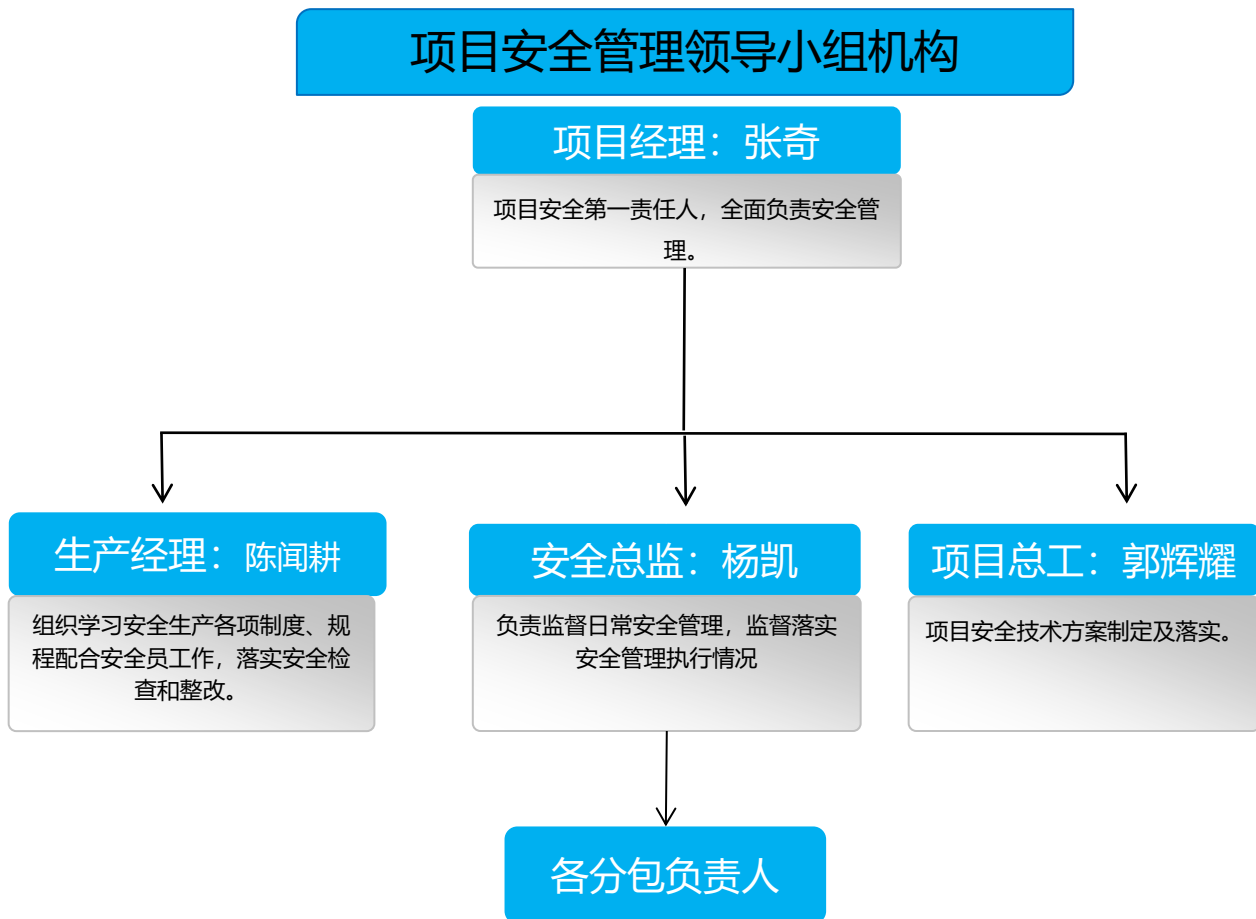 项目安全管理领导小组机构
项目经理：张奇
项目安全第一责任人，全面负责安全管
理。
生产经理：陈闻耕
组织学习安全生产各项制度、规
程配合安全员工作，落实安全检
查和整改。
安全总监：杨凯
负责监督日常安全管理，监督落实
安全管理执行情况
项目总工：郭辉耀
项目安全技术方案制定及落实。
各分包负责人